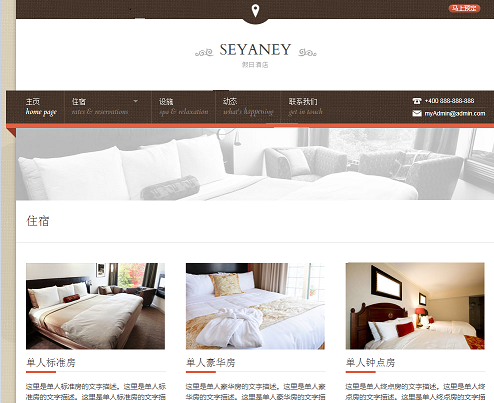 马上预定
SEYANEY
假日酒店
主页 住宿 设施 动态 联系我们
home page rates & reservations spa & relaxation what's happening get in touch
+400 888-888-888
myAdmin@admin.com
住宿
单人标准房 单人豪华房 单人钟点房
这里是单人标准房的文字描述。这里是单人标 这里是单人豪华房的文字描述。这里是单人豪 这里是单人终点房的文字描述。这里是单人终
准房的文字描述。这里是单人标准房的文字描 华房的文字描述。这里是单人豪华房的文字描 点房的文字描述。这里是单人终点房的文字描